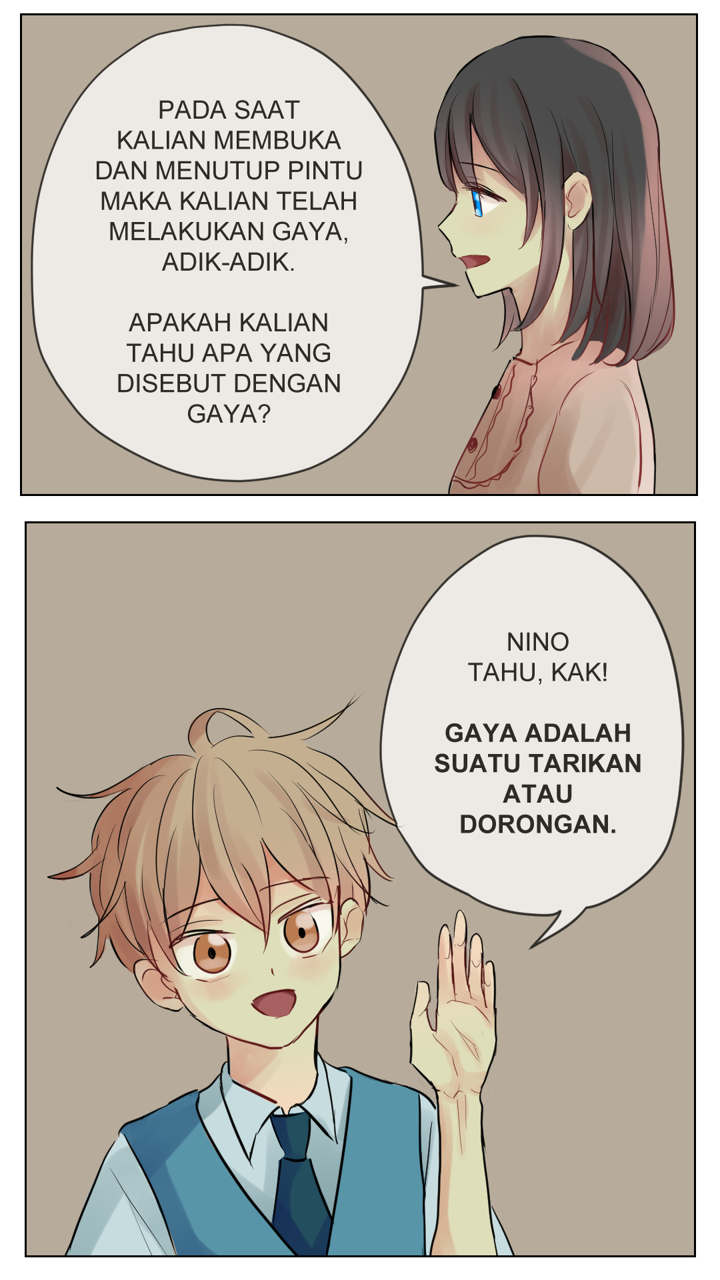 PADA SAAT
KALIAN MEMBUKA
DAN MENUTUP PINTU
MAKA KALIAN TELAH
MELAKUKAN GAYA,
ADIK-ADIK.
APAKAH KALIAN
TAHU APA YANG
DISEBUT DENGAN
GAYA?
NINO
TAHU, KAK!
GAYA ADALAH
SUATU TARIKAN
ATAU
DORONGAN.